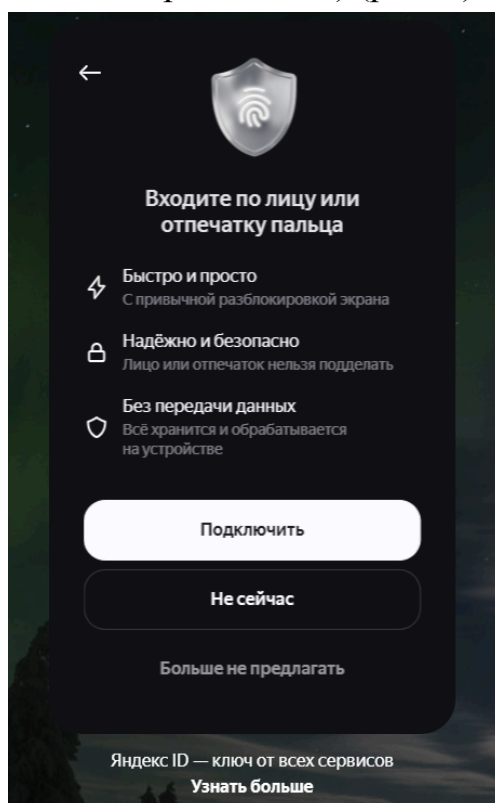 Входите по лицу или
отпечатку пальца
Быстро и просто
С привычной разблокировкой экрана
Надёжно и безопасно
Лицо или отпечаток нельзя подделать
Без передачи данных
Всё хранится и обрабатывается
на устройстве
Подключить
Не сейчас
Больше не предлагать
Яндекс ID — ключ от всех сервисов
Узнать больше